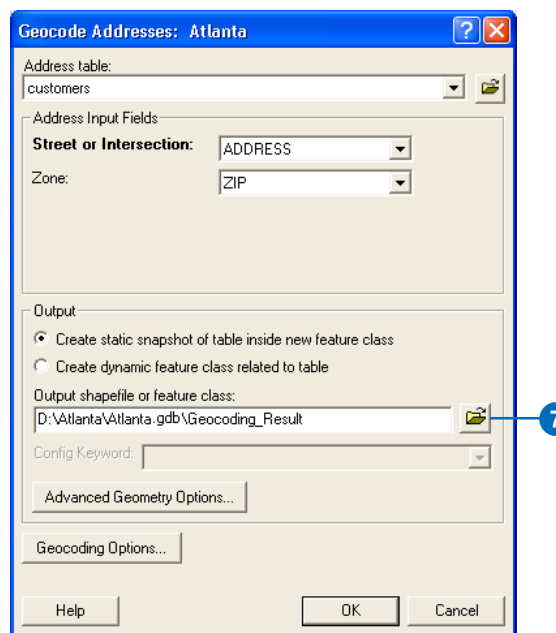 Geocode Addresses: Atlanta
Address table:
customers
Address Input Fields
Street or Intersection: ADDRESS
Zone: ZIP
Output
Create static snapshot of table inside new feature class
Create dynamic feature class related to table
Output shapefile or feature class:
D:\Atlanta\Atlanta.gdb\Geocoding_Result
7
Config Keyword:
Advanced Geometry Options...
Geocoding Options...
Help OK Cancel